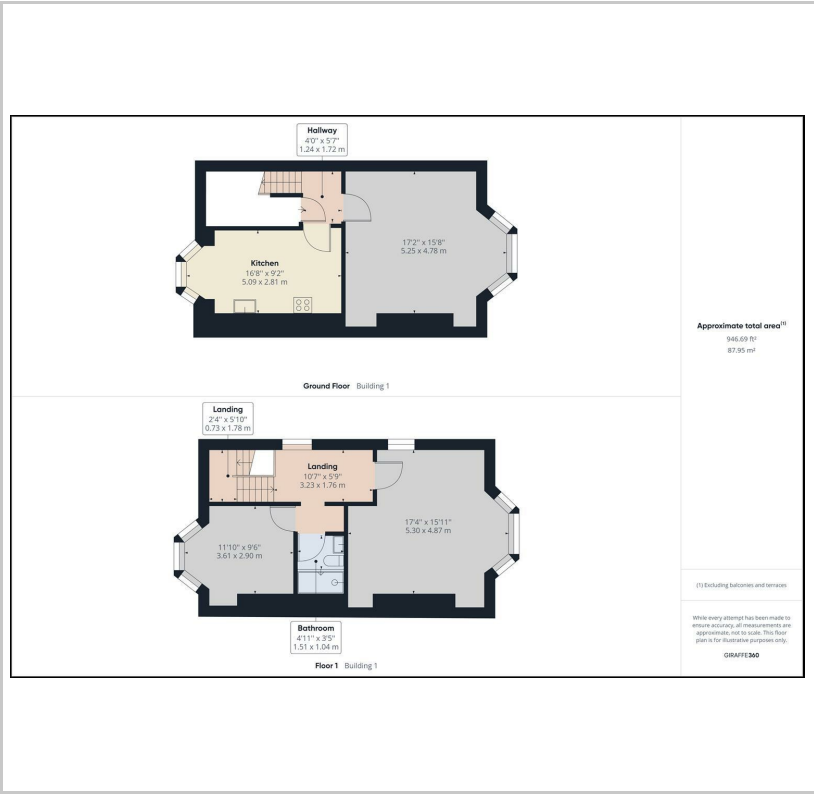 Hallway
4'0" x 5'7"
1.24 x 1.72 m
17'2" x 15'8"
5.25 x 4.78 m
Kitchen
16'8" x 9'2"
5.09 x 2.81 m
Ground Floor Building 1
Landing
2'4" x 5'10"
0.73 x 1.78 m
Landing
10'7" x 5'9"
3.23 x 1.76 m
17'4" x 15'11"
5.30 x 4.87 m
11'10" x 9'6"
3.61 x 2.90 m
Bathroom
4'11" x 3'5"
1.51 x 1.04 m
Floor 1 Building 1
Approximate total area(1)
946.69 ft²
87.95 m²
(1) Excluding balconies and terraces
While every attempt has been made to
ensure accuracy, all measurements are
approximate, not to scale. This floor
plan is for illustrative purposes only.
GIRAFFE360